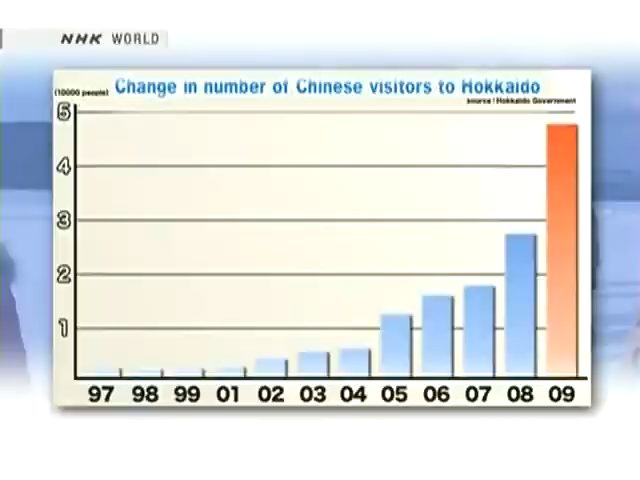 NHK WORLD
Change in number of Chinese visitors to Hokkaido
(10000 people)
source : Hokkaido Government
5
4
3
2
1
97 98 99 01 02 03 04 05 06 07 08 09